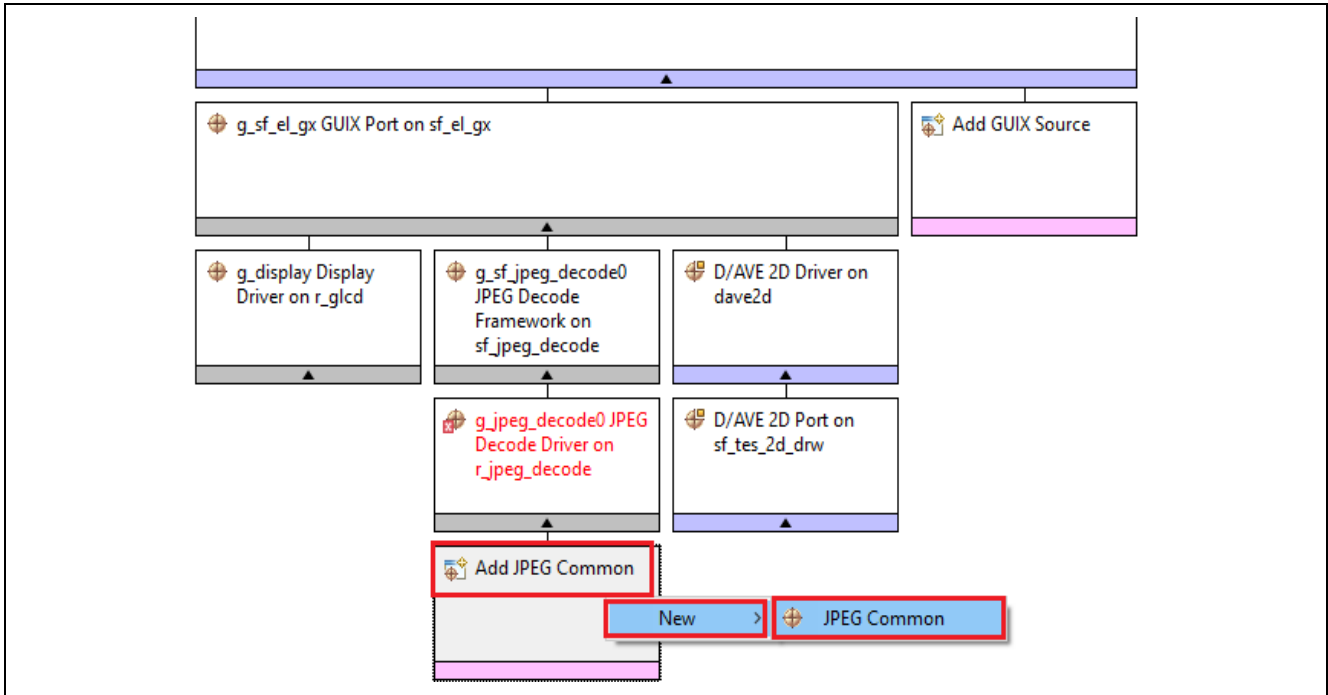 g_sf_el_gx GUIX Port on sf_el_gx
Add GUIX Source
g_display Display
Driver on r_glcd
g_sf_jpeg_decode0
JPEG Decode
Framework on
sf_jpeg_decode
D/AVE 2D Driver on
dave2d
g_jpeg_decode0 JPEG
Decode Driver on
r_jpeg_decode
D/AVE 2D Port on
sf_tes_2d_drw
Add JPEG Common
New
JPEG Common